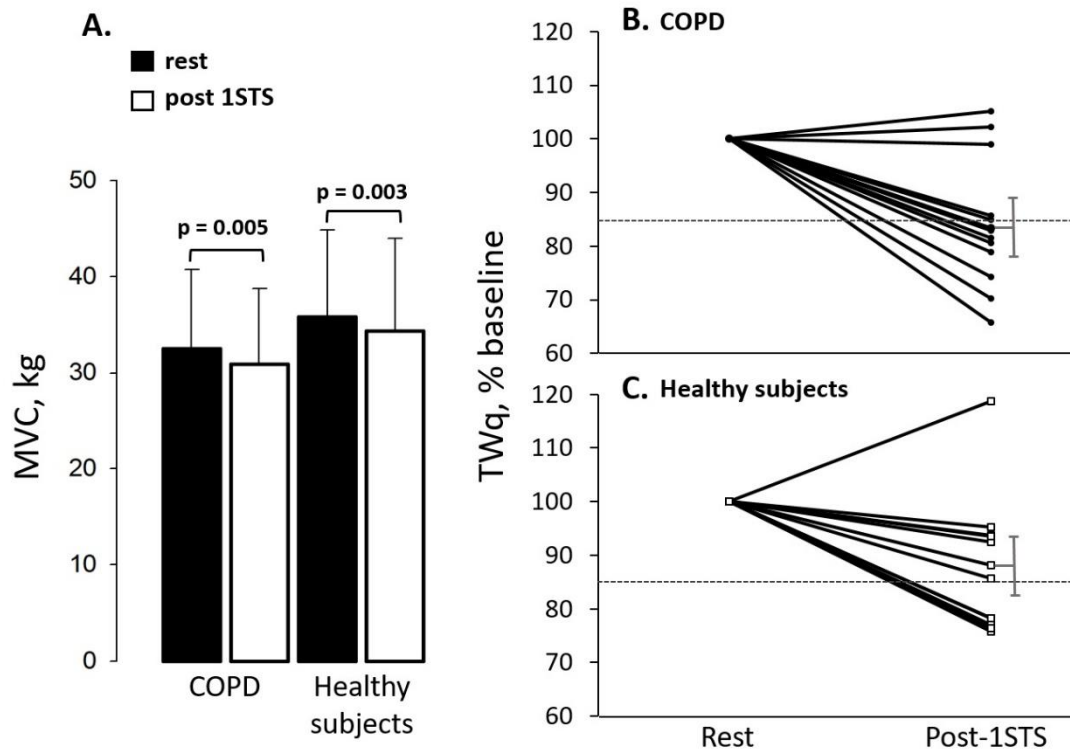 A.
rest
post 1STS
MVC, kg
50
40
30
20
10
0
p = 0.005
p = 0.003
COPD
Healthy
subjects
B. COPD
TWq, % baseline
120
110
100
90
80
70
60
C. Healthy subjects
120
110
100
90
80
70
60
Rest
Post-1STS